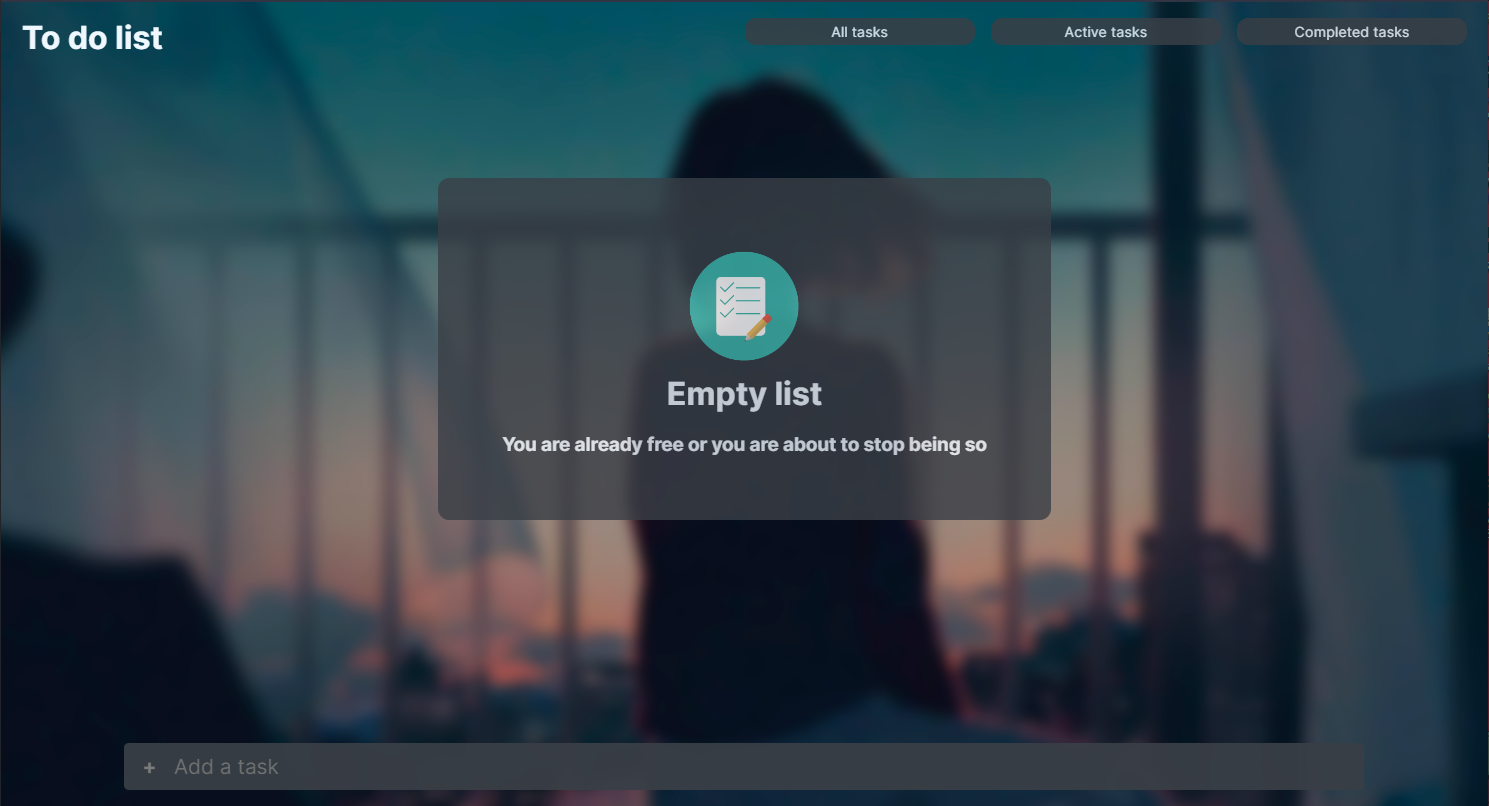 To do list
All tasks
Active tasks
Completed tasks
Empty list
You are already free or you are about to stop being so
+ Add a task